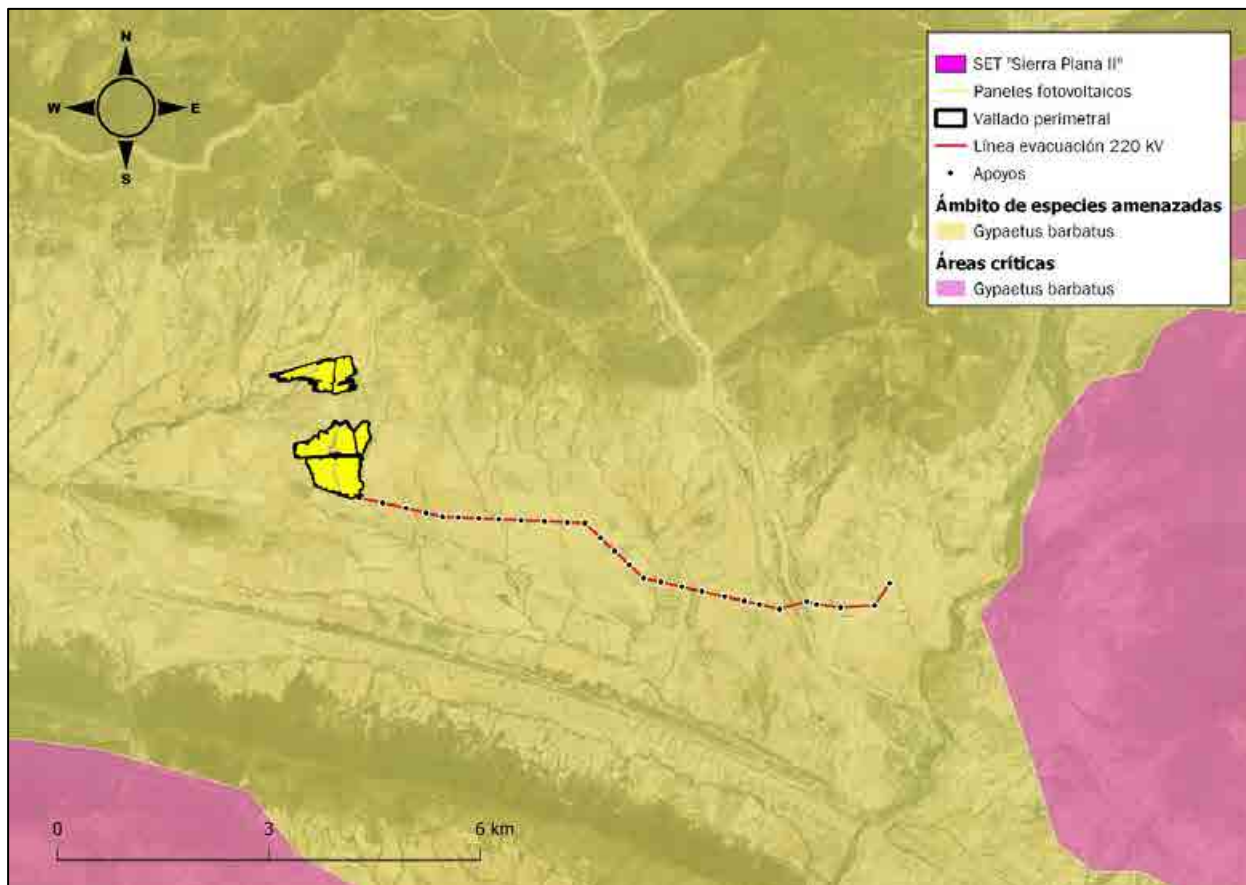 N
W
E
S
SET "Sierra Plana II"
Paneles fotovoltaicos
Vallado perimetral
Línea evacuación 220 KV
Apoyos
Ámbito de especies amenazadas
Gypaetus barbatus
Áreas críticas
Gypaetus barbatus
0 3 6 km